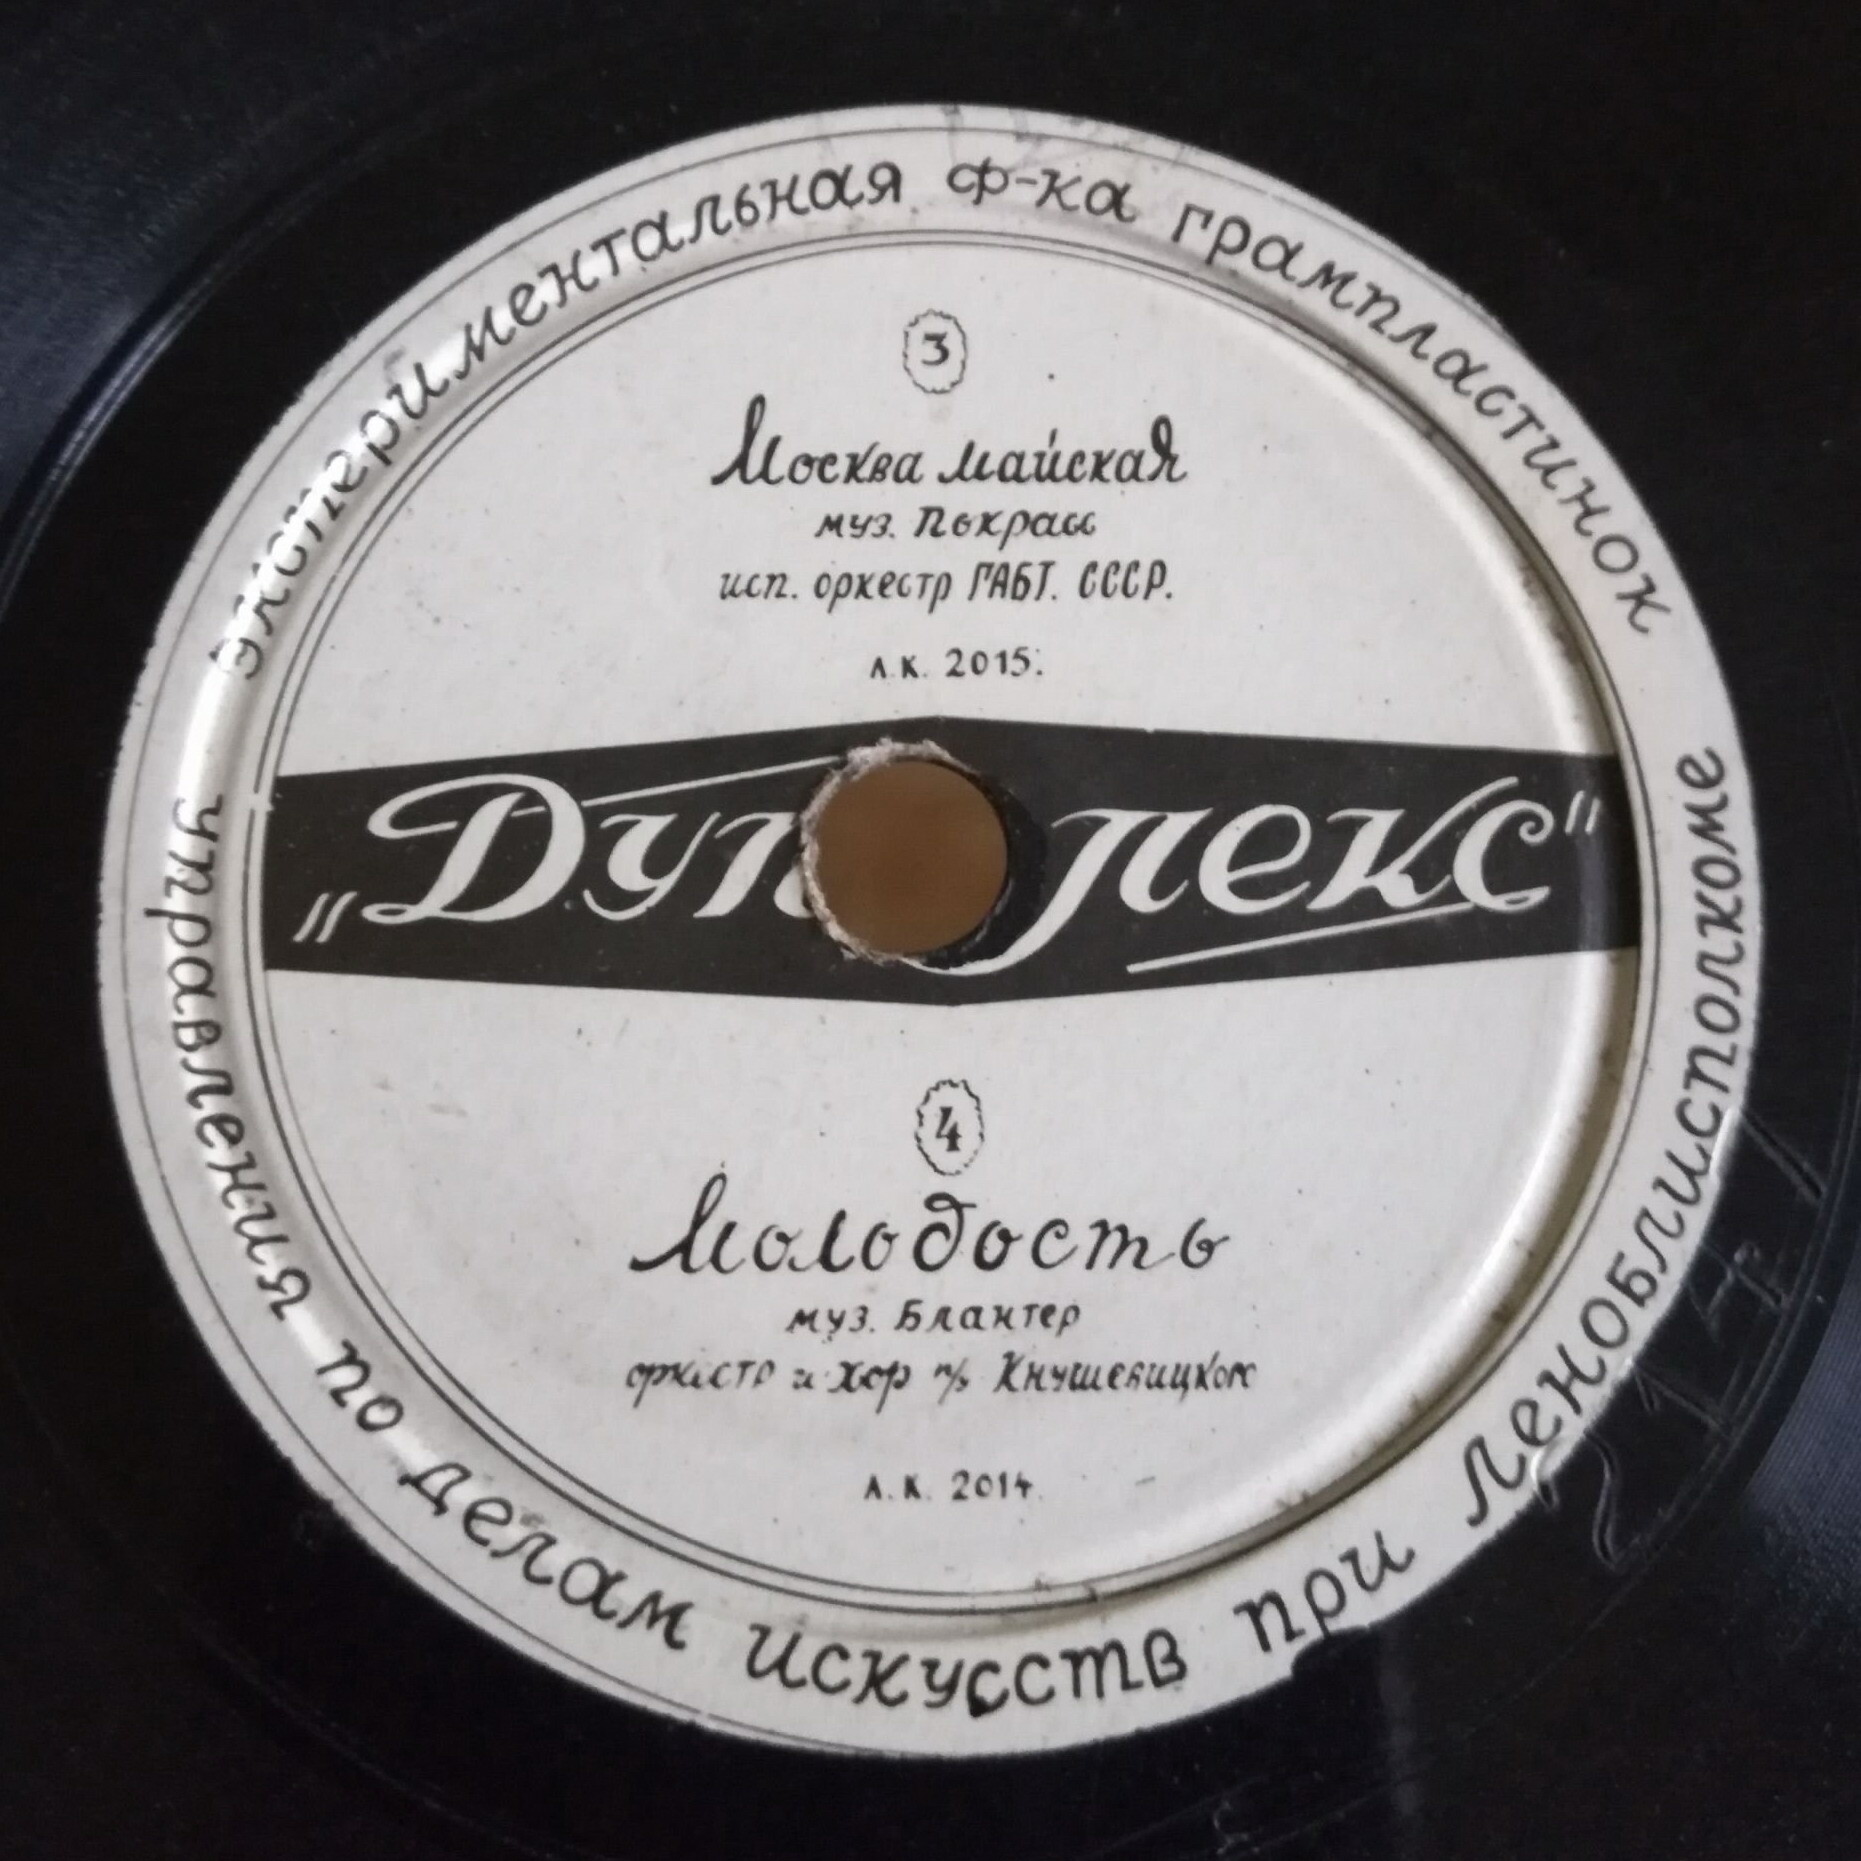 Экспериментальная ф-ка грампластинок
3
Москва майская
муз. Покрасс
исп. оркестр ГАБТ. СССР.
Л.К. 2015.
„Дуплекс"
4
Молодость
муз. Блантер
оркестр и хор п/у Кнушевицкого
Л.К. 2014.
управления по делам искусств при Леноблисполкоме